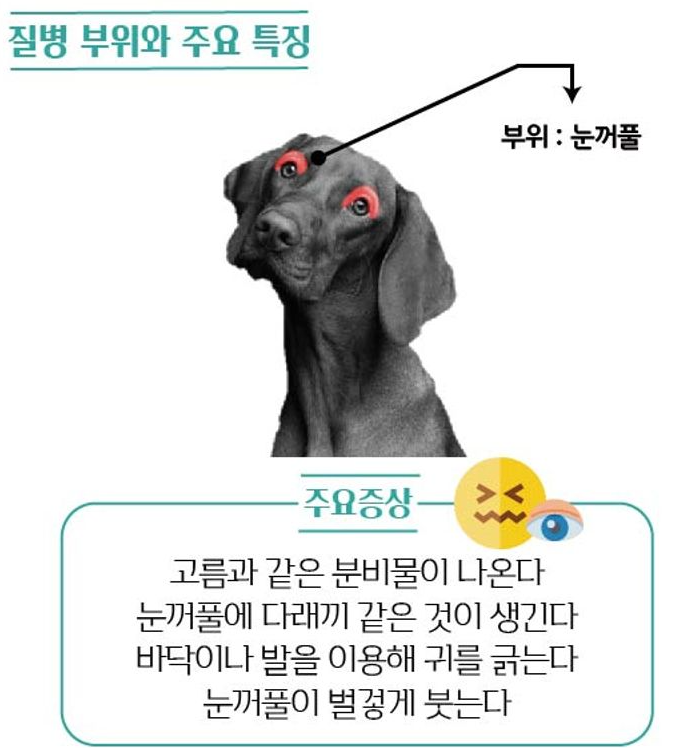 질병 부위와 주요 특징
부위 : 눈꺼풀
주요증상
고름과 같은 분비물이 나온다
눈꺼풀에 다래끼 같은 것이 생긴다
바닥이나 발을 이용해 귀를 긁는다
눈꺼풀이 벌겋게 붓는다